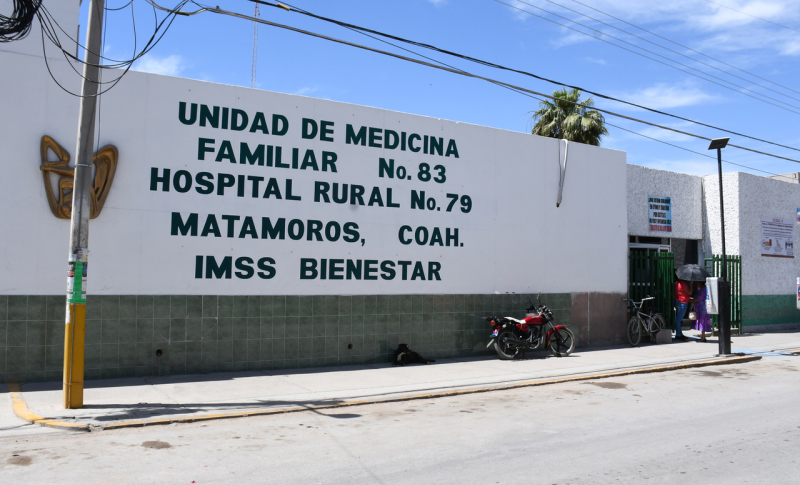 UNIDAD DE MEDICINA
FAMILIAR No. 83
HOSPITAL RURAL No. 79
MATAMOROS, COAH.
IMSS BIENESTAR